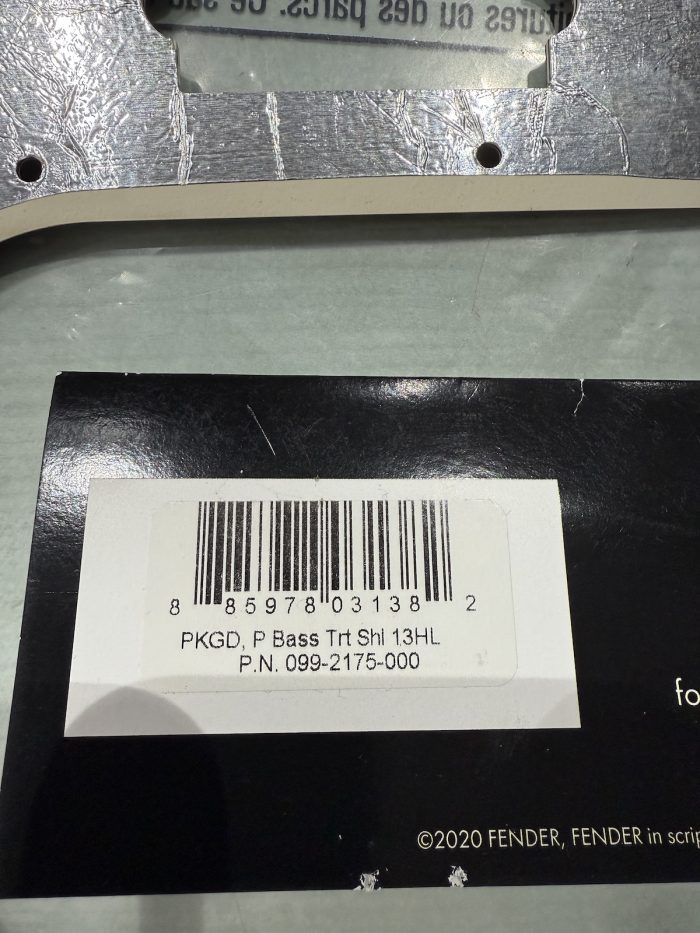 itures ou des parcs. Ce sac
8 85978 03138 2
PKGD, P Bass Trt Shl 13HL
P.N. 099-2175-000
fo
©2020 FENDER, FENDER in scrip